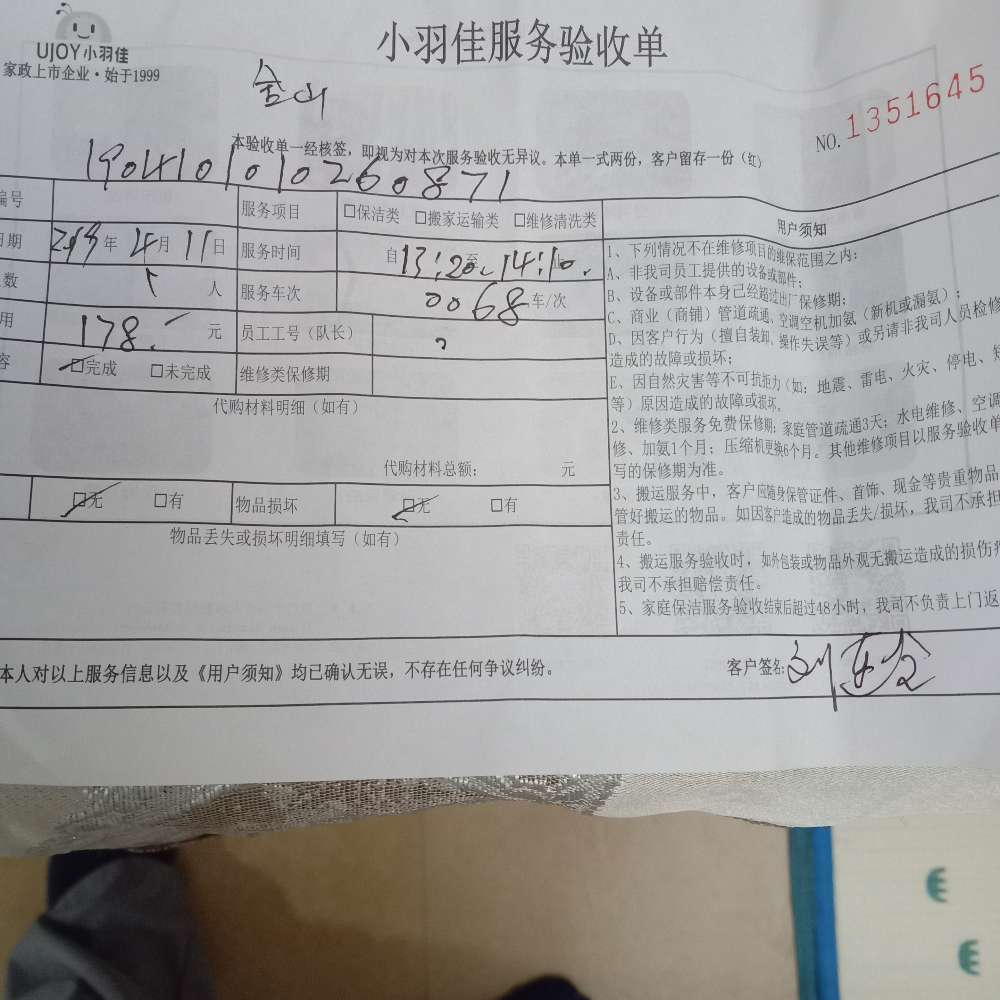 UJOY小羽佳
家政上市企业·始于1999
小羽佳服务验收单
金山
NO. 1351645
本验收单一经核签，即视为对本次服务验收无异议。本单一式两份，客户留存一份（红）
1904101010260871
编号 服务项目 □保洁类 □搬家运输类 □维修清洗类
日期 年 4月 11日 服务时间 自13:20至14:10.
数 人 服务车次 0068车/次
用 178.- 元 员工工号（队长）
容 □完成 □未完成 维修类保修期
代购材料明细（如有）
代购材料总额： 元
□无 □有 物品损坏 □无 □有
物品丢失或损坏明细填写（如有）
用户须知
1、下列情况不在维修项目的维保范围之内：
A、非我司员工提供的设备或部件；
B、设备或部件本身已经超过出厂保修期；
C、商业（商铺）管道疏通、空调空机加氨（新机或漏氨）；
D、因客户行为（擅自装卸、操作失误等）或另请非我司人员检修
造成的故障或损坏；
E、因自然灾害等不可抗拒力（如：地震、雷电、火灾、停电、短
等）原因造成的故障或损坏。
2、维修类服务免费保修期：家庭管道疏通3天；水电维修、空调
修、加氨1个月；压缩机更换6个月。其他维修项目以服务验收单
写的保修期为准。
3、搬运服务中，客户应随身保管证件、首饰、现金等贵重物品
管好搬运的物品。如因客户造成的物品丢失/损坏，我司不承担
责任。
4、搬运服务验收时，如外包装或物品外观无搬运造成的损伤
我司不承担赔偿责任。
5、家庭保洁服务验收结束后超过48小时，我司不负责上门返
本人对以上服务信息以及《用户须知》均已确认无误，不存在任何争议纠纷。
客户签名: